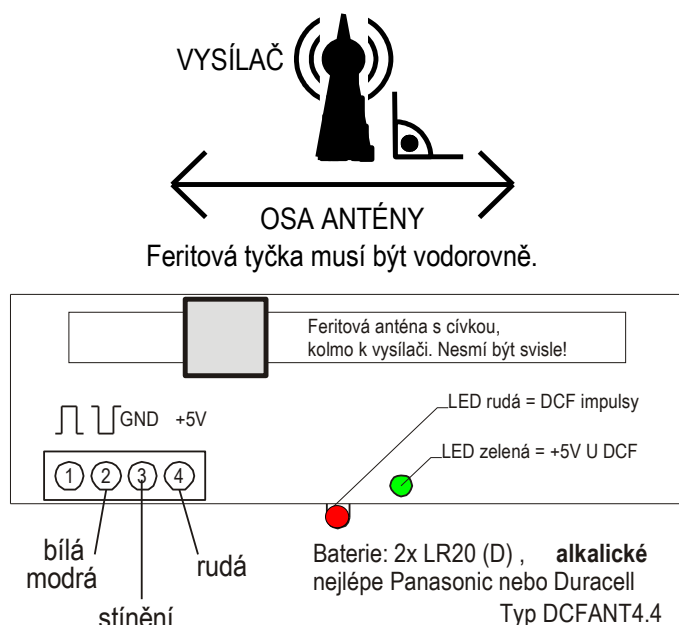 VYSÍLAČ
OSA ANTÉNY
Feritová tyčka musí být vodorovně.
Feritová anténa s cívkou,
kolmo k vysílači. Nesmí být svisle!
LED rudá = DCF impulsy
GND +5V
LED zelená = +5V U DCF
1 2 3 4
bílá
modrá
rudá
stínění
Baterie: 2x LR20 (D) , alkalické
nejlépe Panasonic nebo Duracell
Typ DCFANT4.4